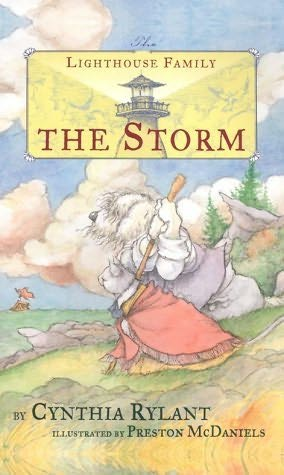 The
LIGHTHOUSE FAMILY
THE STORM
BY CYNTHIA RYLANT
ILLUSTRATED BY PRESTON MCDANIELS